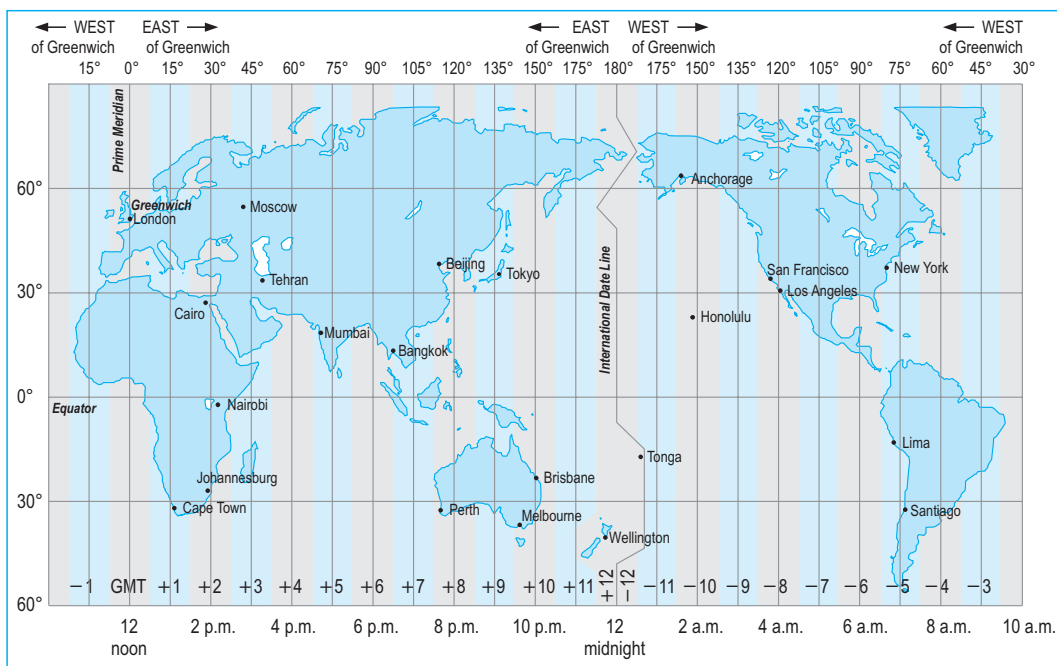 WEST EAST EAST WEST WEST
of Greenwich of Greenwich of Greenwich of Greenwich of Greenwich
15° 0° 15° 30° 45° 60° 75° 90° 105° 120° 135° 150° 175° 180° 175° 150° 135° 120° 105° 90° 75° 60° 45° 30°
Prime Meridian
Anchorage
60°
Greenwich
London
Moscow
Beijing
Tokyo
San Francisco
New York
Tehran
Los Angeles
30°
Cairo
Mumbai
Bangkok
International Date Line
Honolulu
0°
Equator
Nairobi
Lima
Tonga
Johannesburg
Brisbane
30°
Cape Town
Perth
Melbourne
Santiago
Wellington
−1 GMT +1 +2 +3 +4 +5 +6 +7 +8 +9 +10 +11 +12 −12 −11 −10 −9 −8 −7 −6 −5 −4 −3
60°
12 2 p.m. 4 p.m. 6 p.m. 8 p.m. 10 p.m. 12 2 a.m. 4 a.m. 6 a.m. 8 a.m. 10 a.m.
noon midnight